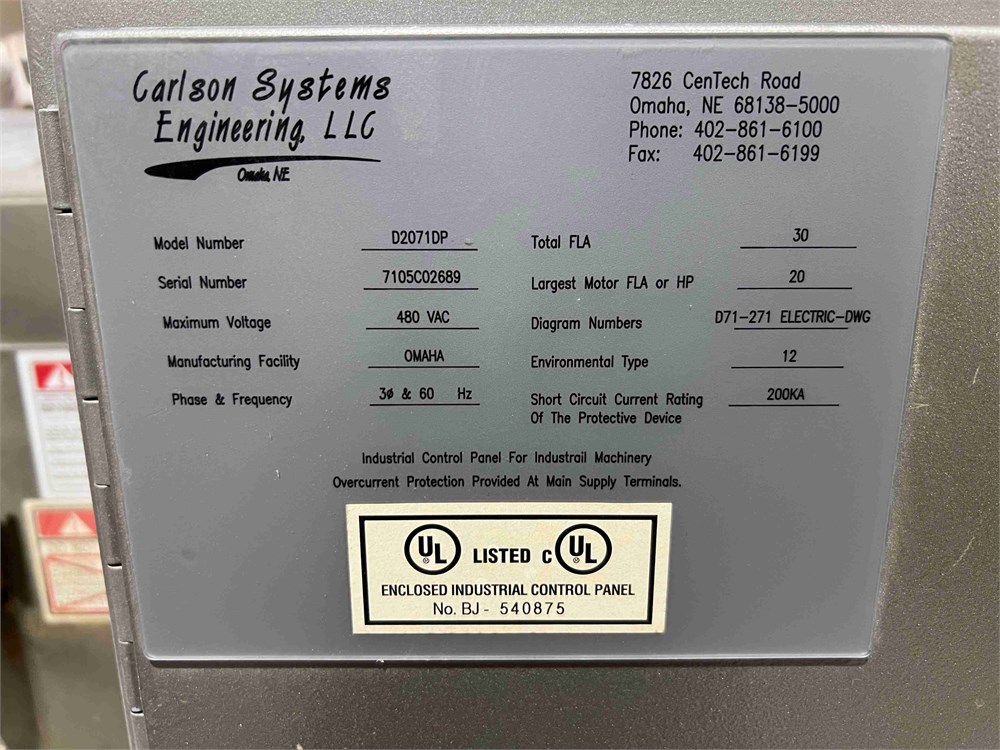 Carlson Systems
Engineering, LLC
Omaha, NE
7826 CenTech Road
Omaha, NE 68138-5000
Phone: 402-861-6100
Fax: 402-861-6199
Model Number D2071DP
Serial Number 7105C02689
Maximum Voltage 480 VAC
Manufacturing Facility OMAHA
Phase & Frequency 3ø & 60 Hz
Total FLA 30
Largest Motor FLA or HP 20
Diagram Numbers D71-271 ELECTRIC-DWG
Environmental Type 12
Short Circuit Current Rating 200KA
Of The Protective Device
Industrial Control Panel For Industrail Machinery
Overcurrent Protection Provided At Main Supply Terminals.
UL LISTED C UL
ENCLOSED INDUSTRIAL CONTROL PANEL
No. BJ - 540875